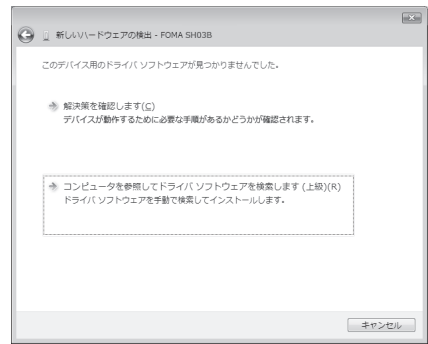 新しいハードウェアの検出 - FOMA SH03B
このデバイス用のドライバ ソフトウェアが見つかりませんでした。
解決策を確認します(C)
デバイスが動作するために必要な手順があるかどうかが確認されます。
コンピュータを参照してドライバ ソフトウェアを検索します (上級)(R)
ドライバ ソフトウェアを手動で検索してインストールします。
キャンセル